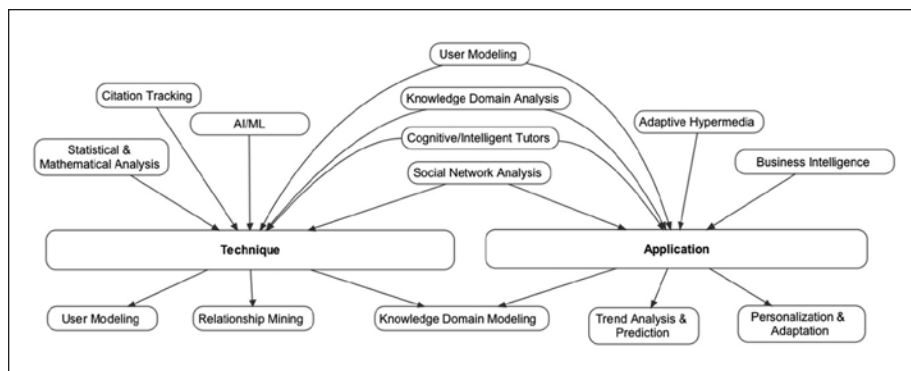 User Modeling
Citation Tracking
Knowledge Domain Analysis
AI/ML
Adaptive Hypermedia
Cognitive/Intelligent Tutors
Statistical &
Mathematical Analysis
Business Intelligence
Social Network Analysis
Technique
Application
User Modeling
Relationship Mining
Knowledge Domain Modeling
Trend Analysis &
Prediction
Personalization &
Adaptation